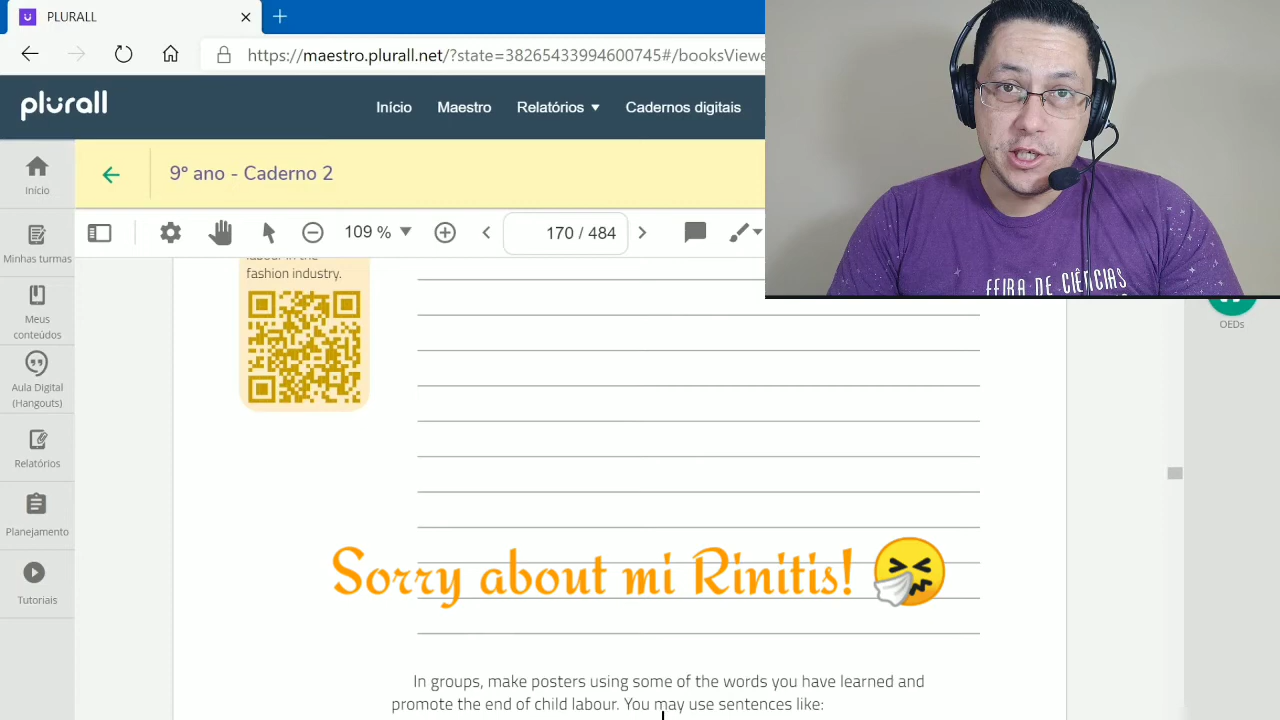 PLURALL
https://maestro.plurall.net/?state=38265433994600745#/booksViewe
plurall
Início
Maestro
Relatórios
Cadernos digitais
Início
Minhas turmas
Meus
conteúdos
Aula Digital
(Hangouts)
Relatórios
Planejamento
Tutoriais
9º ano - Caderno 2
109 %
170 / 484
labour in the
fashion industry.
FEIRA DE CIÊNCIAS
OEDs
Sorry about mi Rinitis!
In groups, make posters using some of the words you have learned and
promote the end of child labour. You may use sentences like: